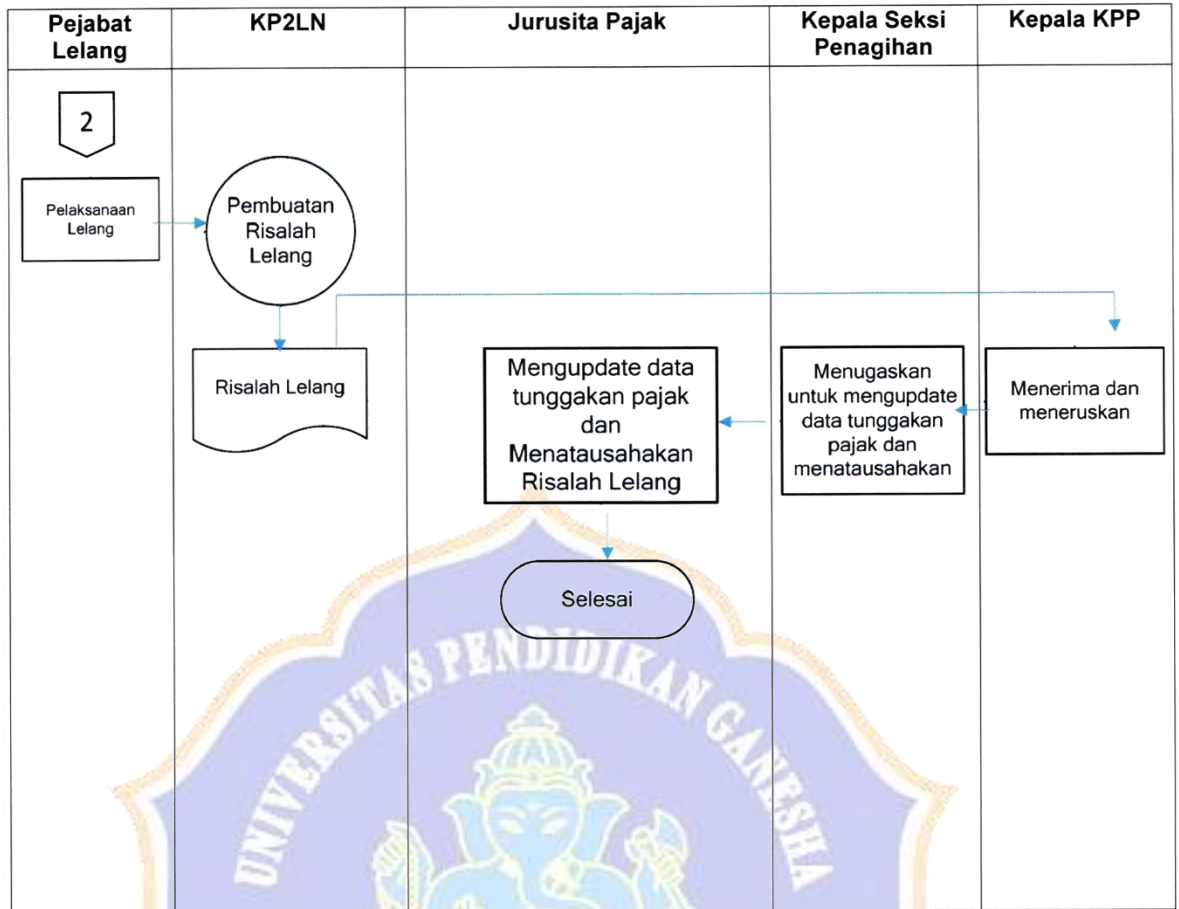 Pejabat
Lelang
KP2LN
Jurusita Pajak
Kepala Seksi
Penagihan
Kepala KPP
2
Pelaksanaan
Lelang
Pembuatan
Risalah
Lelang
Risalah Lelang
Mengupdate data
tunggakan pajak
dan
Menatausahakan
Risalah Lelang
Menugaskan
untuk mengupdate
data tunggakan
pajak dan
menatausahakan
Menerima dan
meneruskan
Selesai
UNIVERSITAS PENDIDIKAN GANESHA